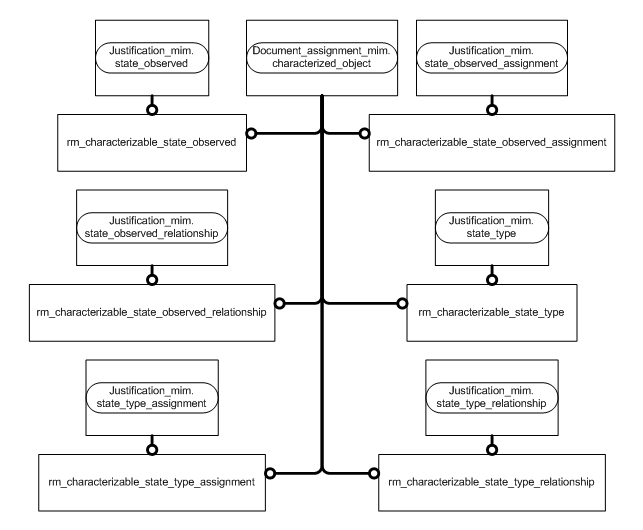 Justification_mim.
state_observed
Document_assignment_mim.
characterized_object
Justification_mim.
state_observed_assignment
rm_characterizable_state_observed
rm_characterizable_state_observed_assignment
Justification_mim.
state_observed_relationship
Justification_mim.
state_type
rm_characterizable_state_observed_relationship
rm_characterizable_state_type
Justification_mim.
state_type_assignment
Justification_mim.
state_type_relationship
rm_characterizable_state_type_assignment
rm_characterizable_state_type_relationship